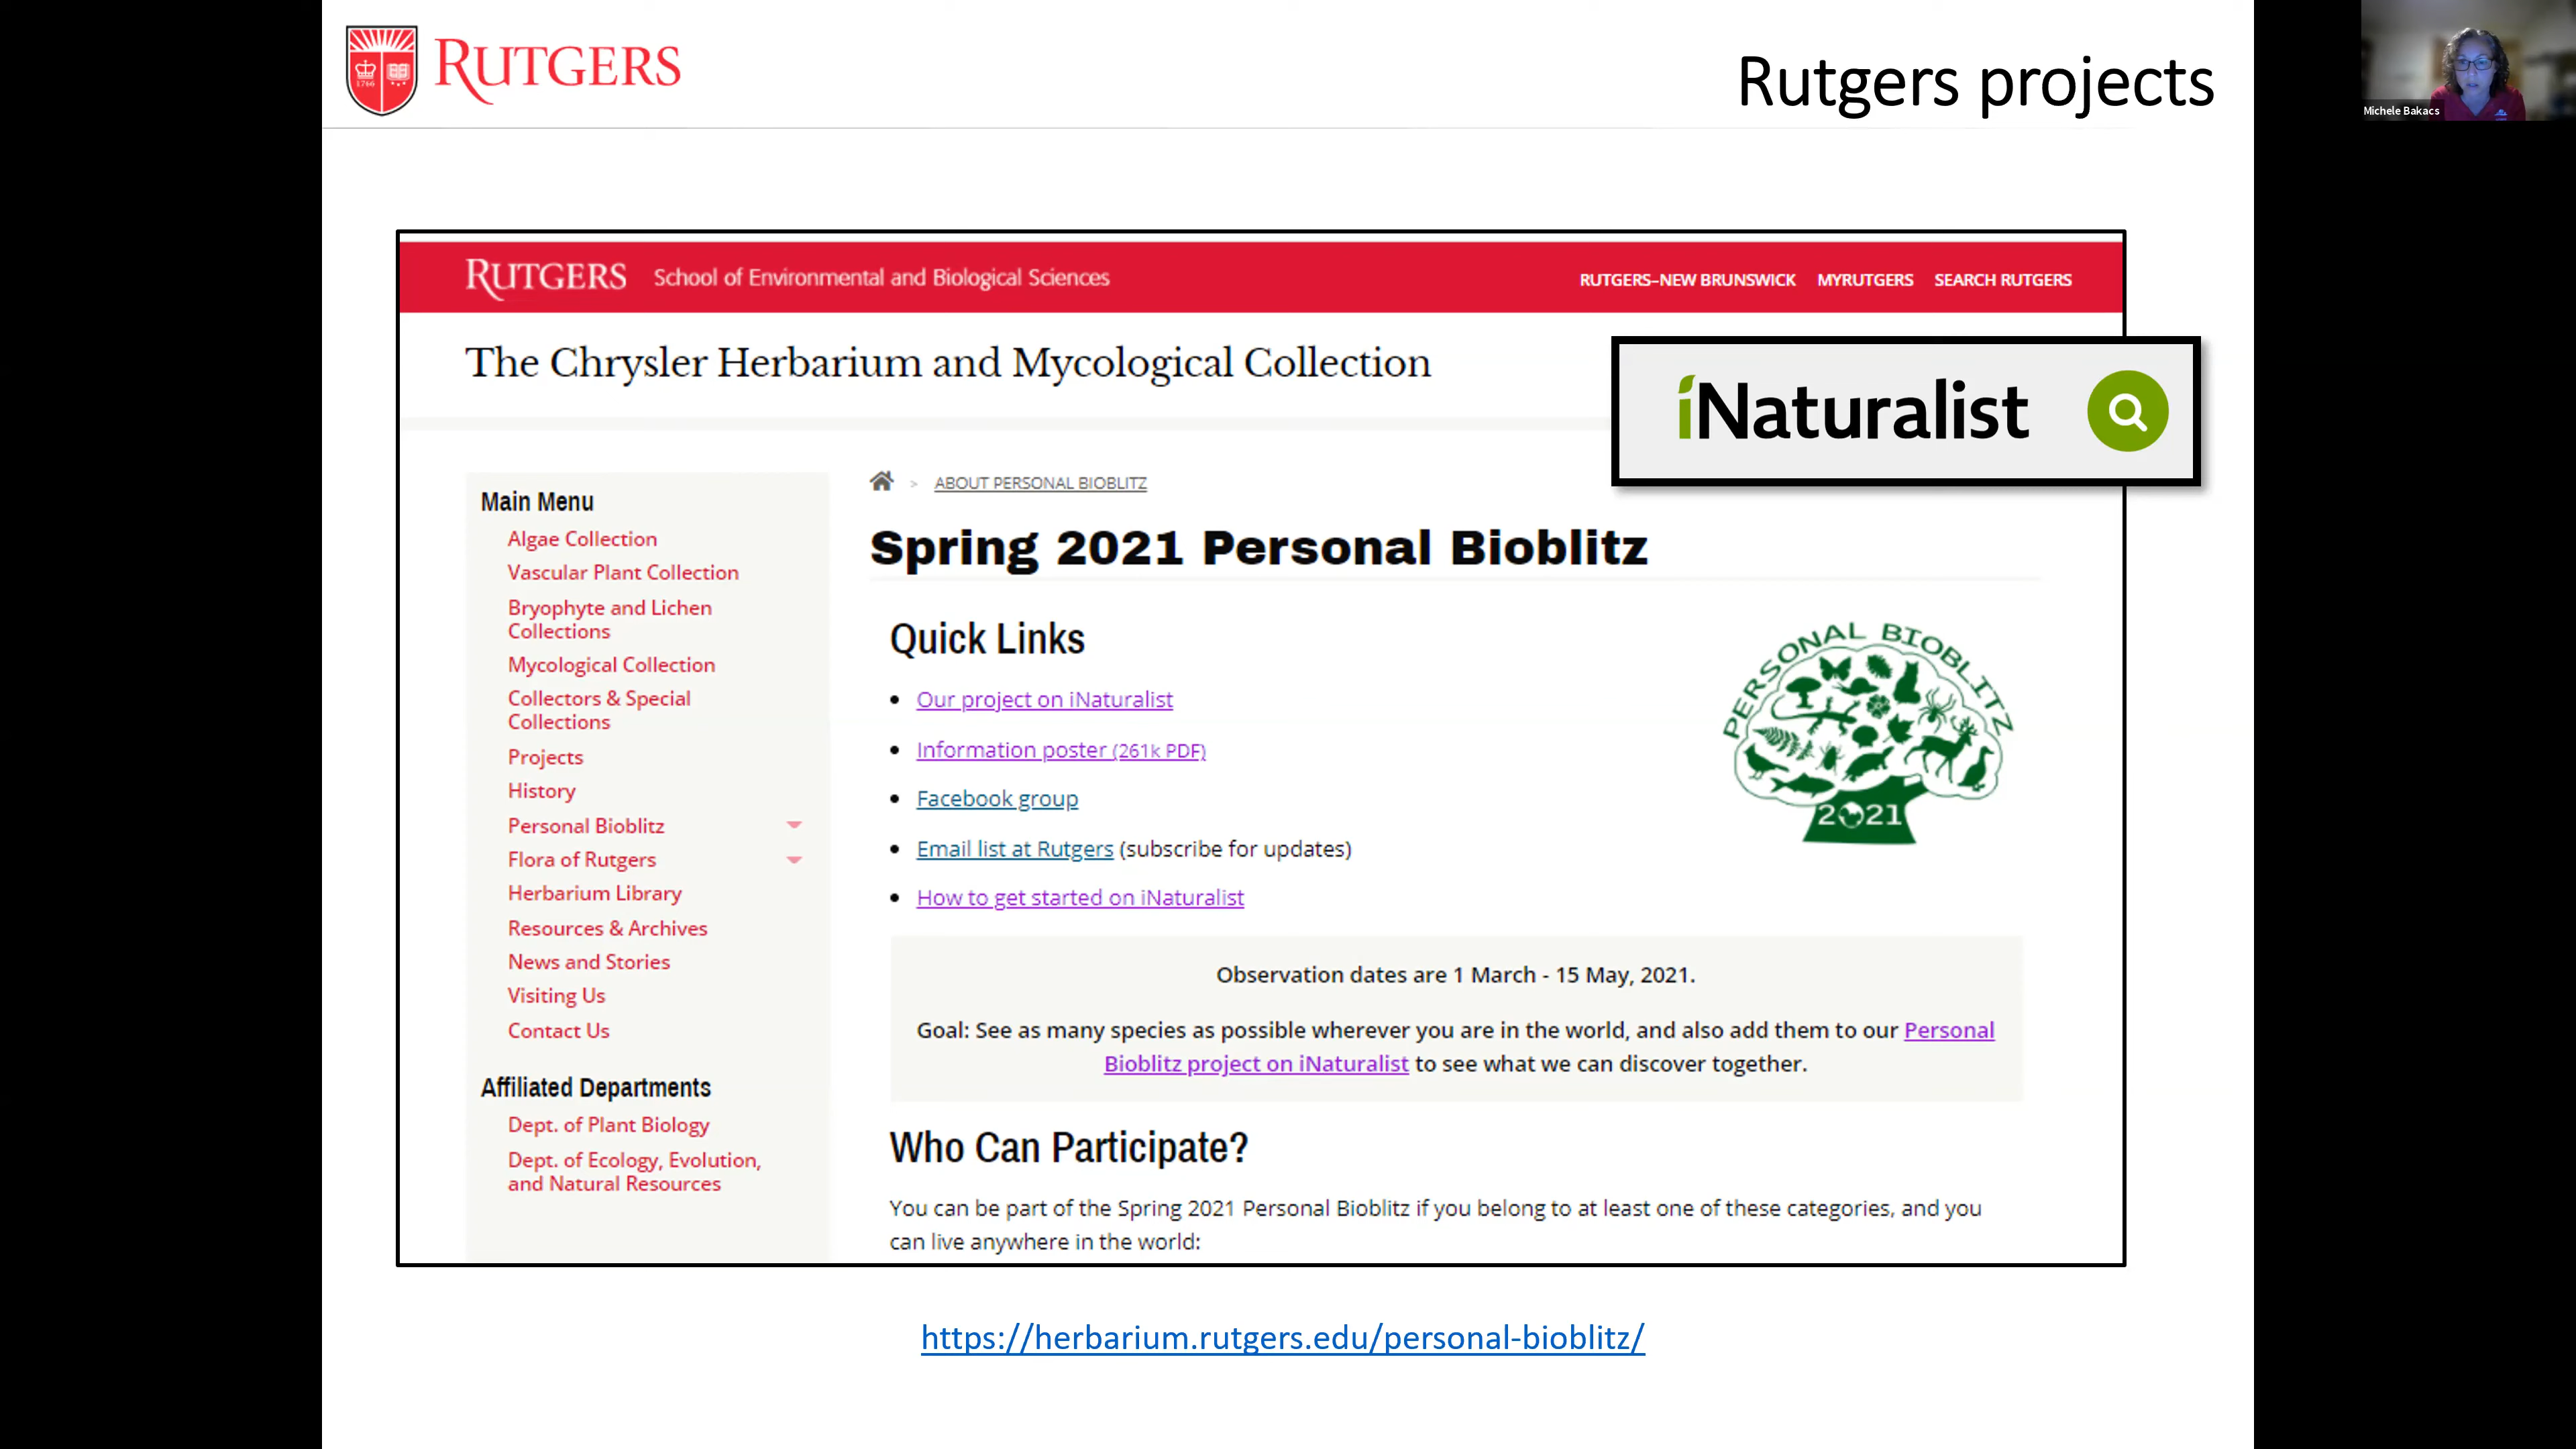 1766
RUTGERS
Rutgers projects
Michele Bakacs
RUTGERS School of Environmental and Biological Sciences
RUTGERS–NEW BRUNSWICK MYRUTGERS SEARCH RUTGERS
The Chrysler Herbarium and Mycological Collection
iNaturalist
Main Menu
Algae Collection
Vascular Plant Collection
Bryophyte and Lichen
Collections
Mycological Collection
Collectors & Special
Collections
Projects
History
Personal Bioblitz
Flora of Rutgers
Herbarium Library
Resources & Archives
News and Stories
Visiting Us
Contact Us
Affiliated Departments
Dept. of Plant Biology
Dept. of Ecology, Evolution,
and Natural Resources
> ABOUT PERSONAL BIOBLITZ
Spring 2021 Personal Bioblitz
Quick Links
• Our project on iNaturalist
• Information poster (261k PDF)
• Facebook group
• Email list at Rutgers (subscribe for updates)
• How to get started on iNaturalist
PERSONAL BIOBLITZ
2021
Observation dates are 1 March - 15 May, 2021.
Goal: See as many species as possible wherever you are in the world, and also add them to our Personal
Bioblitz project on iNaturalist to see what we can discover together.
Who Can Participate?
You can be part of the Spring 2021 Personal Bioblitz if you belong to at least one of these categories, and you
can live anywhere in the world:
https://herbarium.rutgers.edu/personal-bioblitz/